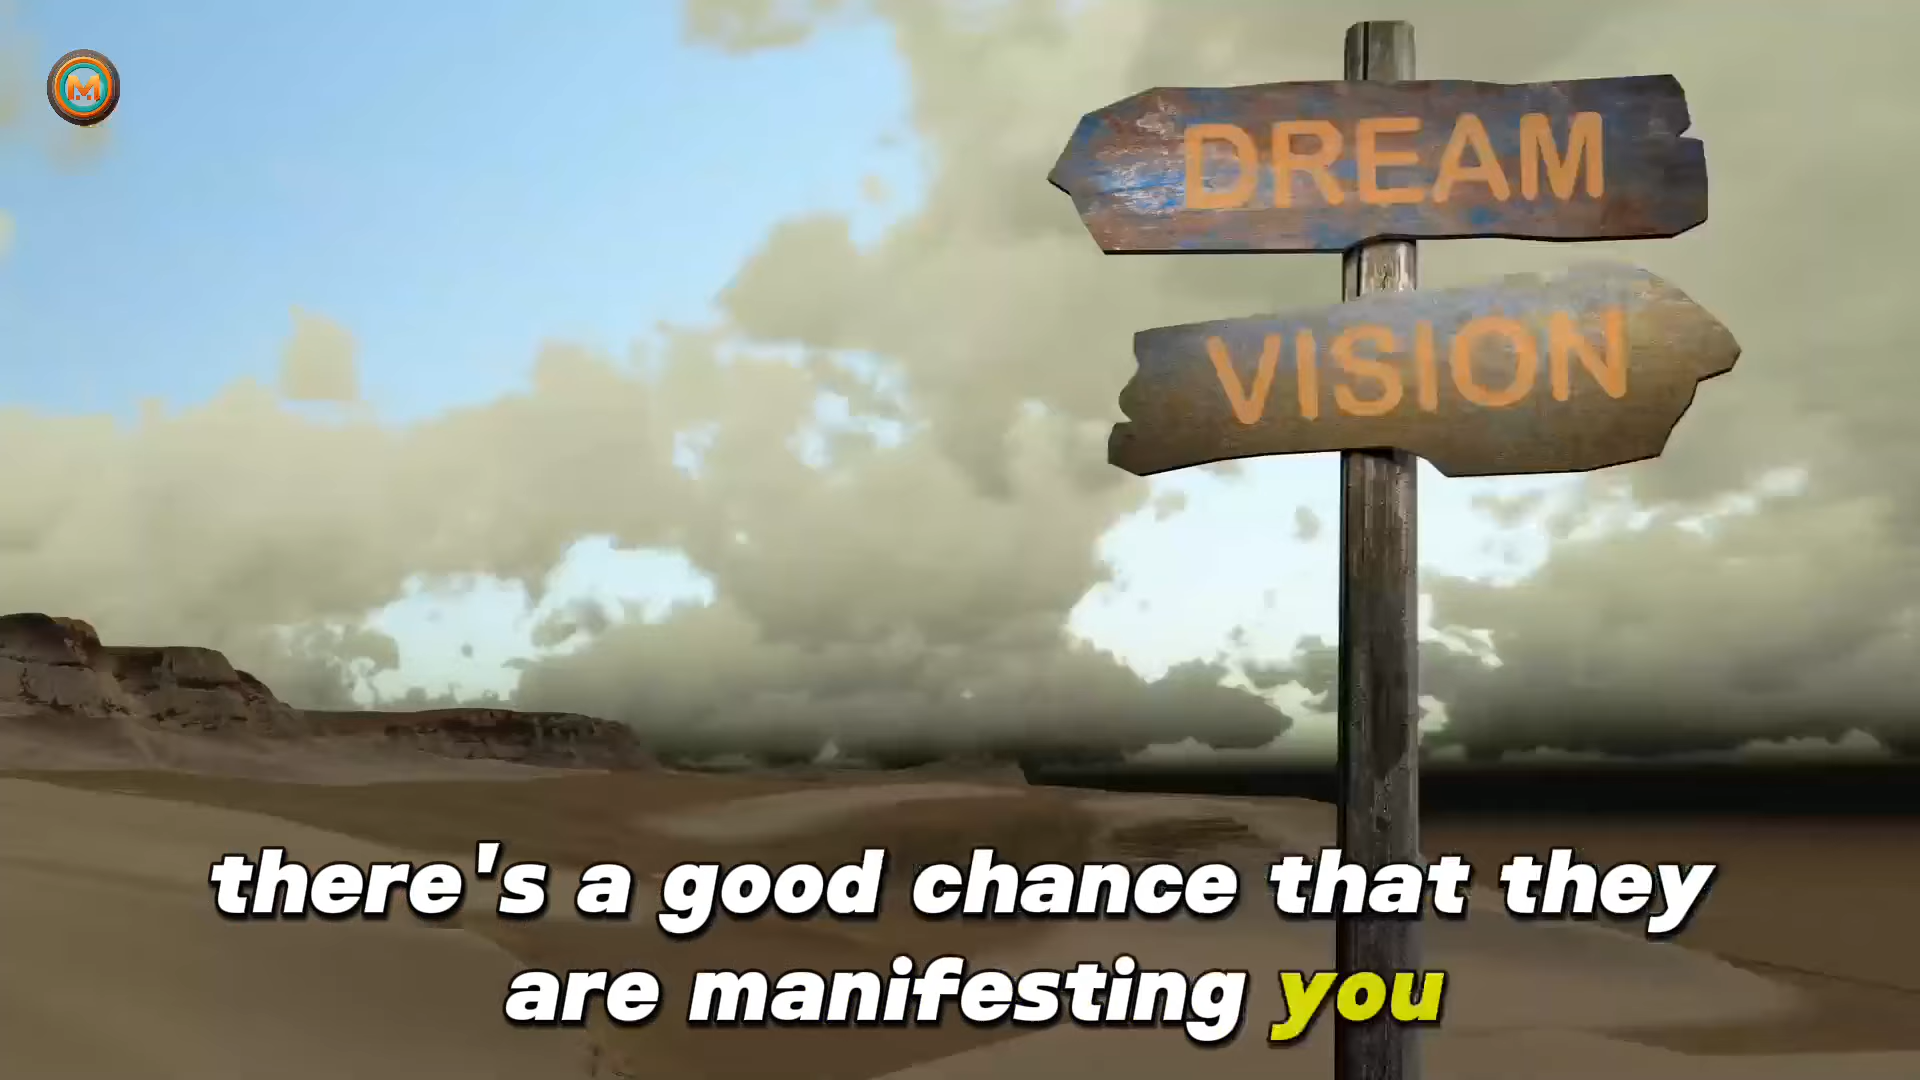 M
DREAM
VISION
there's a good chance that they
are manifesting you